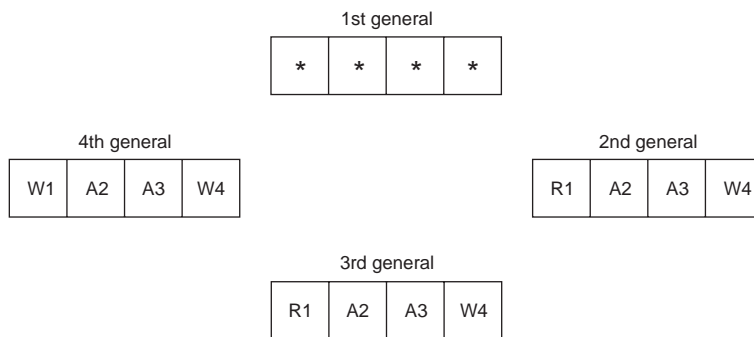 1st general
* * * *
4th general
W1 A2 A3 W4
2nd general
R1 A2 A3 W4
3rd general
R1 A2 A3 W4